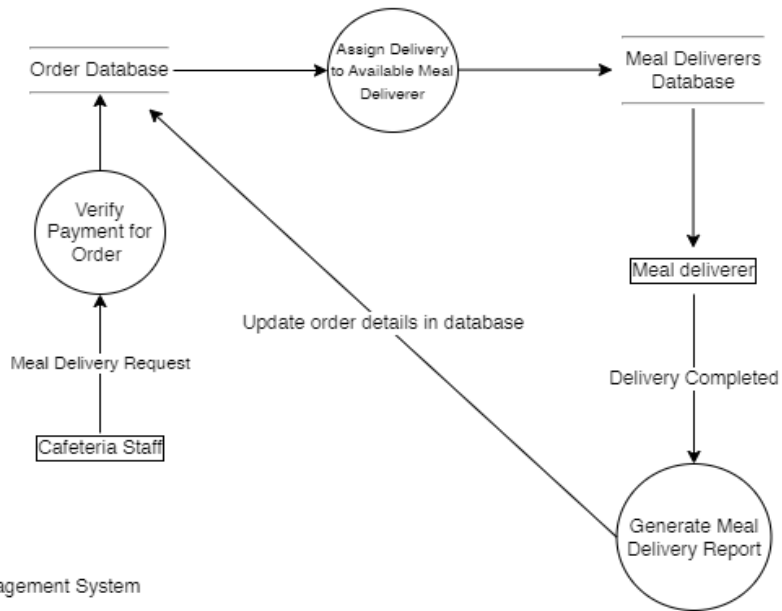 Order Database
Assign Delivery
to Available Meal
Deliverer
Meal Deliverers
Database
Verify
Payment for
Order
Meal deliverer
Update order details in database
Meal Delivery Request
Delivery Completed
Cafeteria Staff
Generate Meal
Delivery Report
System